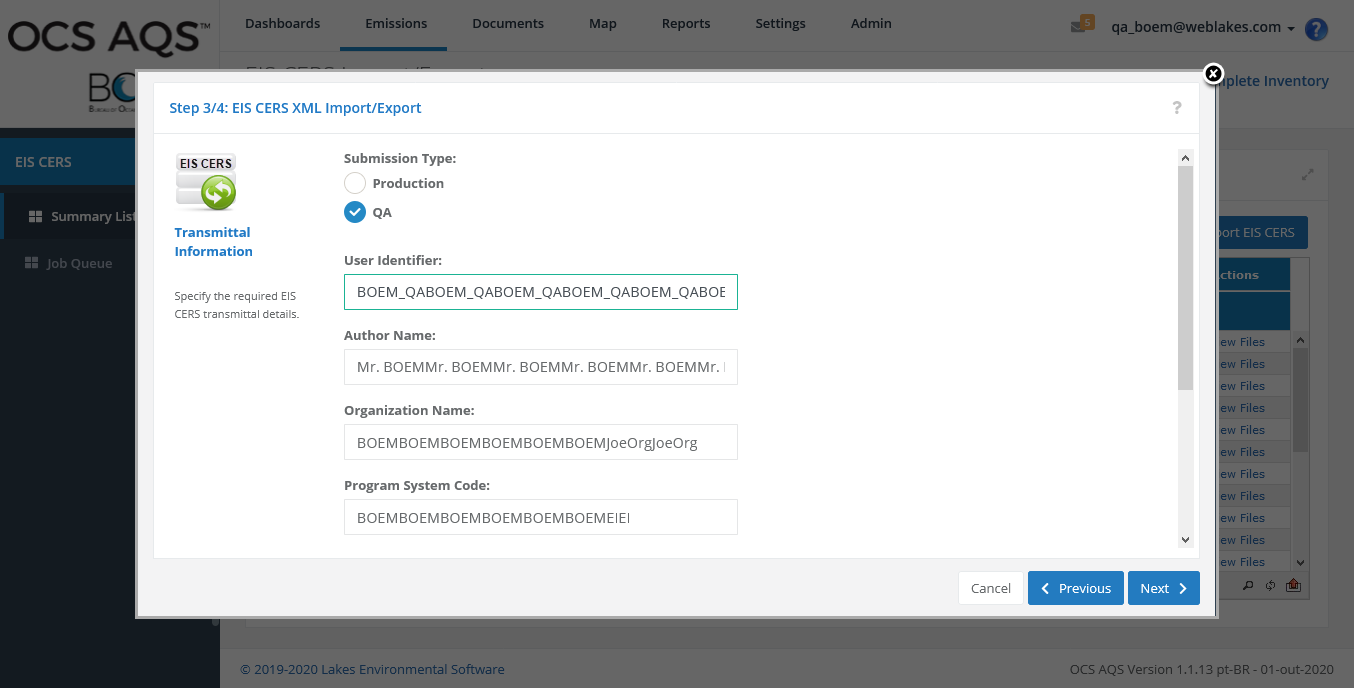 OCS AQS™
Dashboards
Emissions
Documents
Map
Reports
Settings
Admin
5
qa_boem@weblakes.com
?
plete Inventory
EIS CERS
Summary List
Job Queue
Step 3/4: EIS CERS XML Import/Export
?
EIS CERS
Transmittal
Information
Specify the required EIS
CERS transmittal details.
Submission Type:
Production
QA
User Identifier:
BOEM_QABOEM_QABOEM_QABOEM_QABOEM_QABOE
Author Name:
Mr. BOEMMr. BOEMMr. BOEMMr. BOEMMr. BOEMMr.
Organization Name:
BOEMBOEMBOEMBOEMBOEMBOEMJoeOrgJoeOrg
Program System Code:
BOEMBOEMBOEMBOEMBOEMBOEMEIEI
Cancel
Previous
Next
port EIS CERS
ctions
ew Files
ew Files
ew Files
ew Files
ew Files
ew Files
ew Files
ew Files
ew Files
ew Files
ew Files
© 2019-2020 Lakes Environmental Software
OCS AQS Version 1.1.13 pt-BR - 01-out-2020